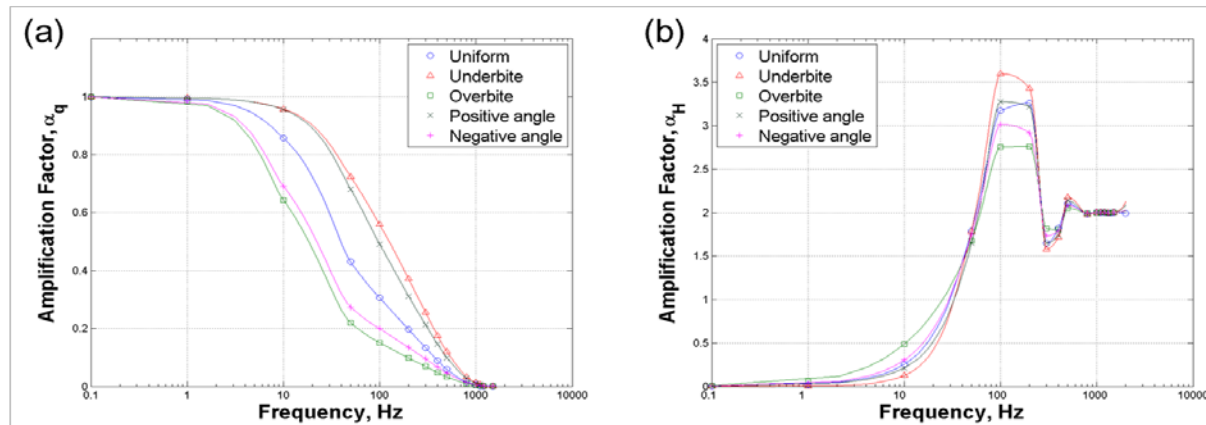 (a)
Uniform
Underbite
Overbite
Positive angle
Negative angle
Amplification Factor, α_q
1
0.8
0.6
0.4
0.2
0
0.1
1
10
100
1000
10000
Frequency, Hz
(b)
Uniform
Underbite
Overbite
Positive angle
Negative angle
Amplification Factor, α_H
4
3.5
3
2.5
2
1.5
1
0.5
0
0.1
1
10
100
1000
10000
Frequency, Hz